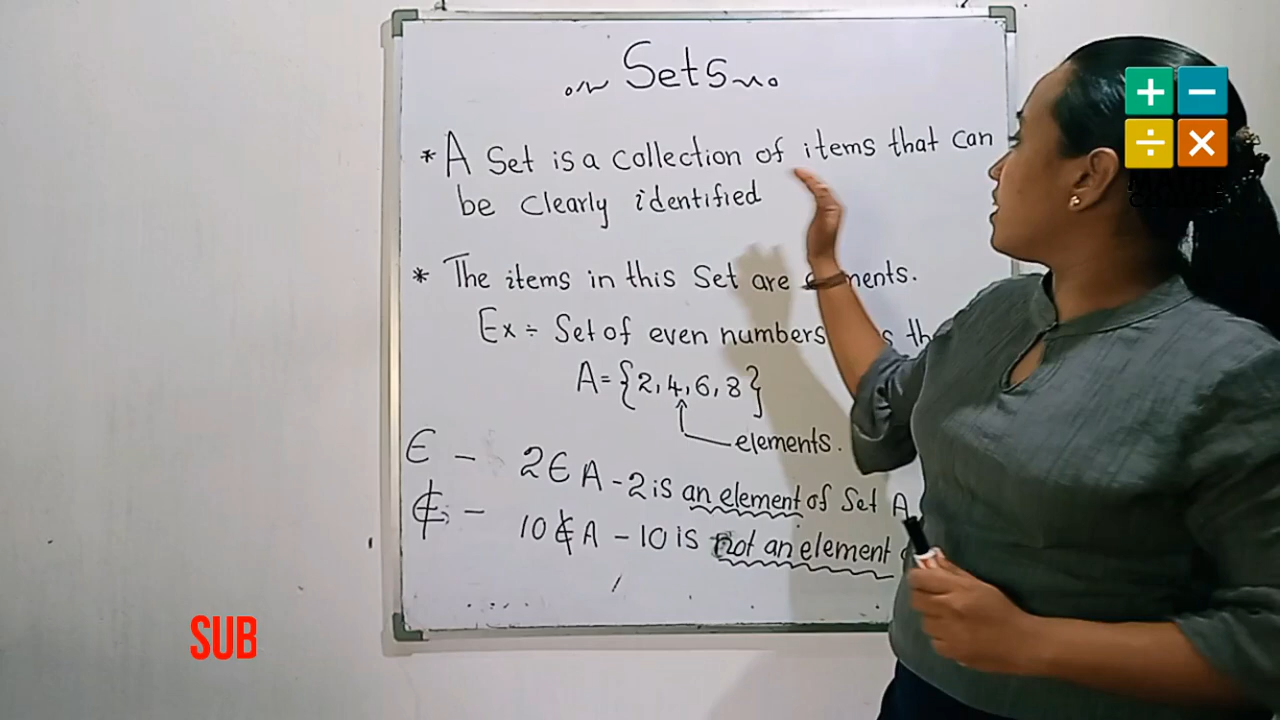 Sets
* A Set is a collection of items that can
be clearly identified
* The items in this Set are
Ex ÷ Set of even numbers
A = {2, 4, 6, 8}
elements.
∈ - 2 ∈ A - 2 is an element of Set A
∉ - 10 ∉ A - 10 is not an element
SUB
+ −
÷ ×